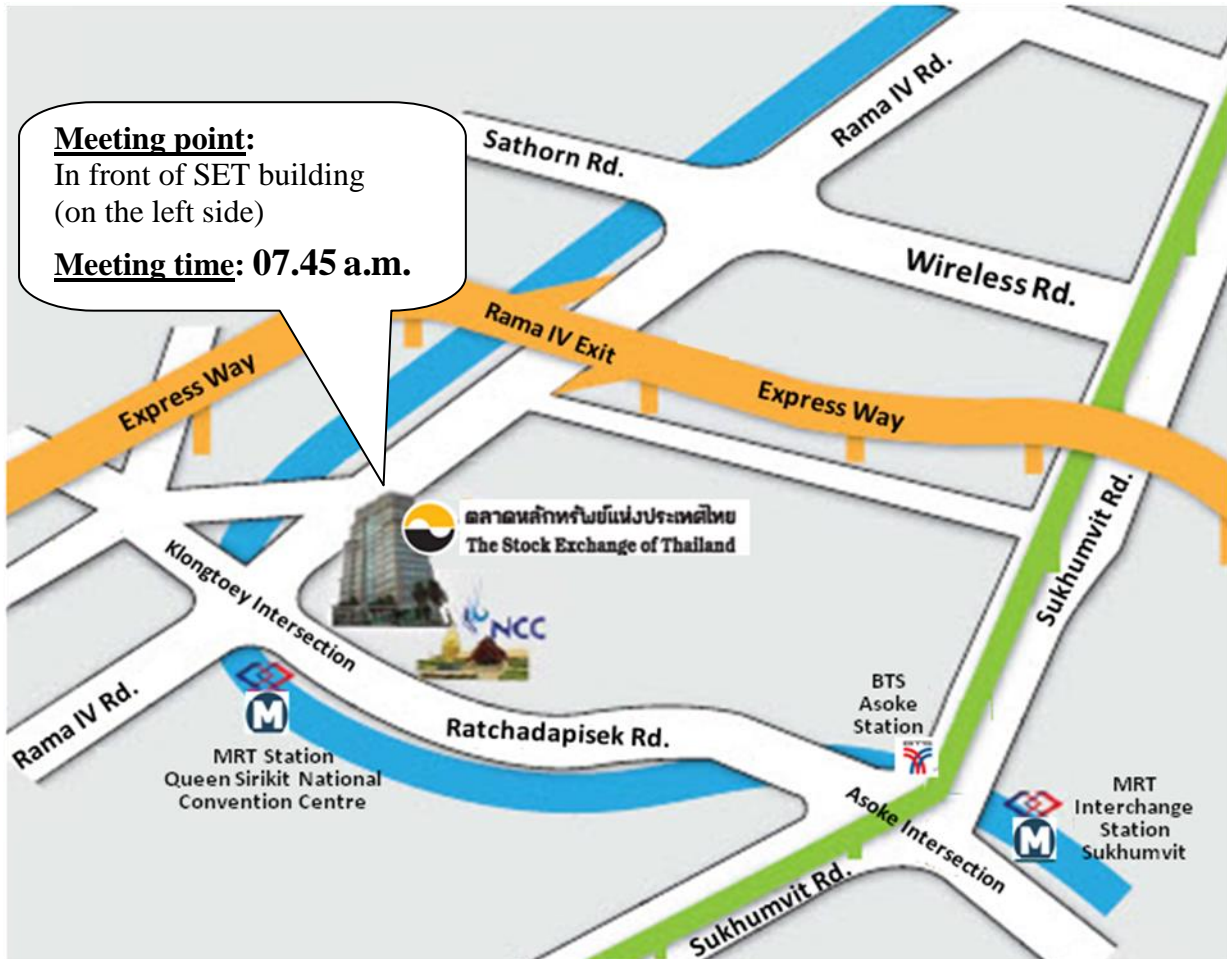 Meeting point:
In front of SET building
(on the left side)
Meeting time: 07.45 a.m.
Sathorn Rd.
Rama IV Rd.
Wireless Rd.
Rama IV Exit
Express Way
Express Way
ตลาดหลักทรัพย์แห่งประเทศไทย
The Stock Exchange of Thailand
Sukhumvit Rd.
Klongtoey Intersection
NCC
Rama IV Rd.
M
MRT Station
Queen Sirikit National
Convention Centre
Ratchadapisek Rd.
BTS
Asoke
Station
BTS
Asoke Intersection
M
MRT
Interchange
Station
Sukhumvit
Sukhumvit Rd.